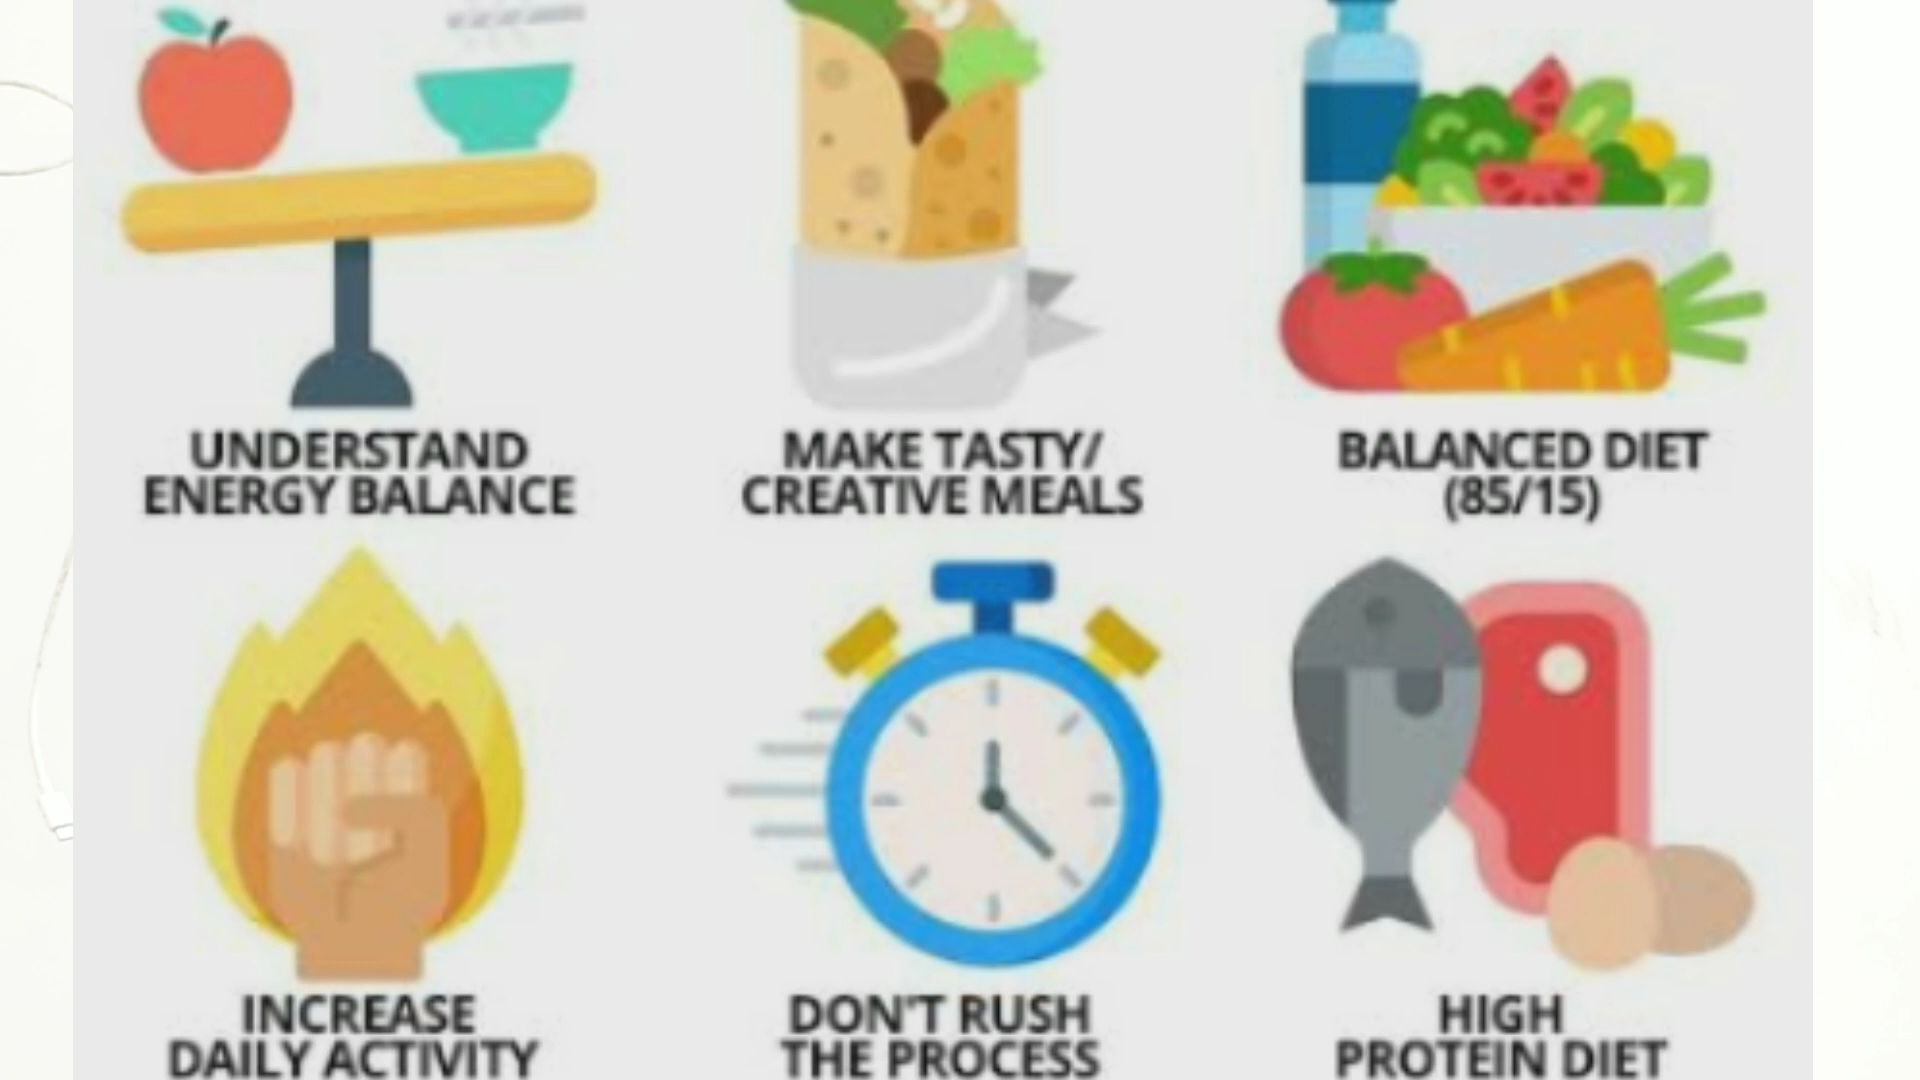 UNDERSTAND
ENERGY BALANCE
MAKE TASTY/
CREATIVE MEALS
BALANCED DIET
(85/15)
INCREASE
DAILY ACTIVITY
DON'T RUSH
THE PROCESS
HIGH
PROTEIN DIET